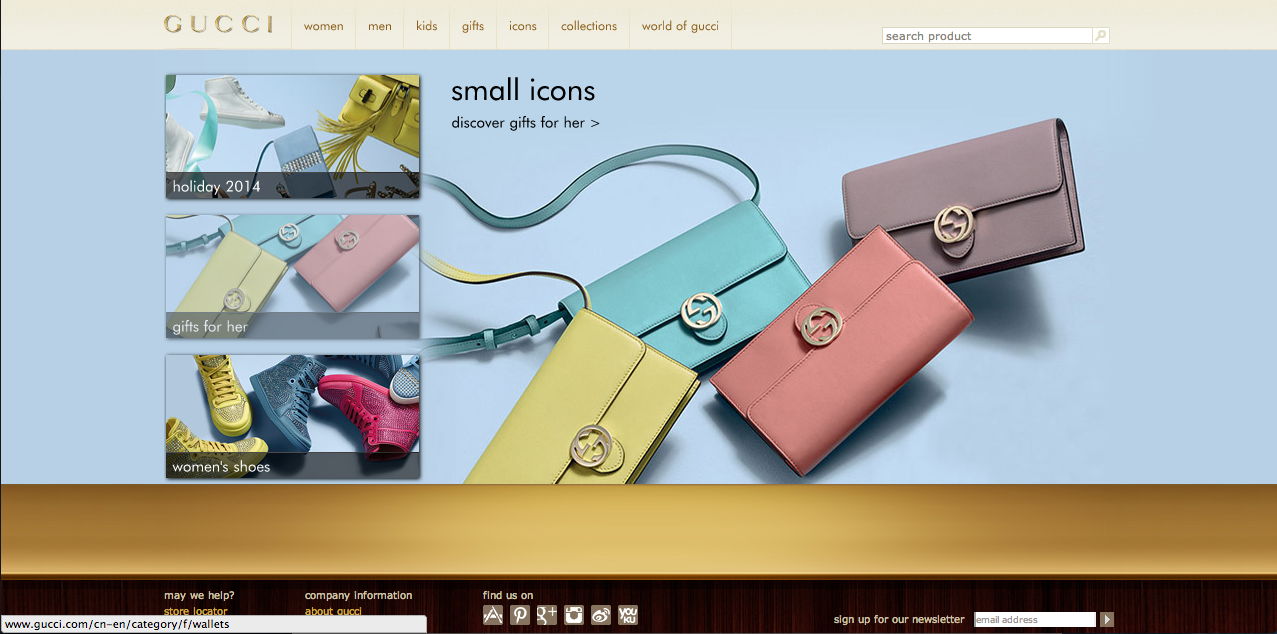 GUCCI
women
men
kids
gifts
icons
collections
world of gucci
search product
small icons
discover gifts for her >
holiday 2014
gifts for her
women's shoes
may we help?
store locator
company information
about gucci
find us on
g+
YOU
KU
sign up for our newsletter
email address
www.gucci.com/cn-en/category/f/wallets